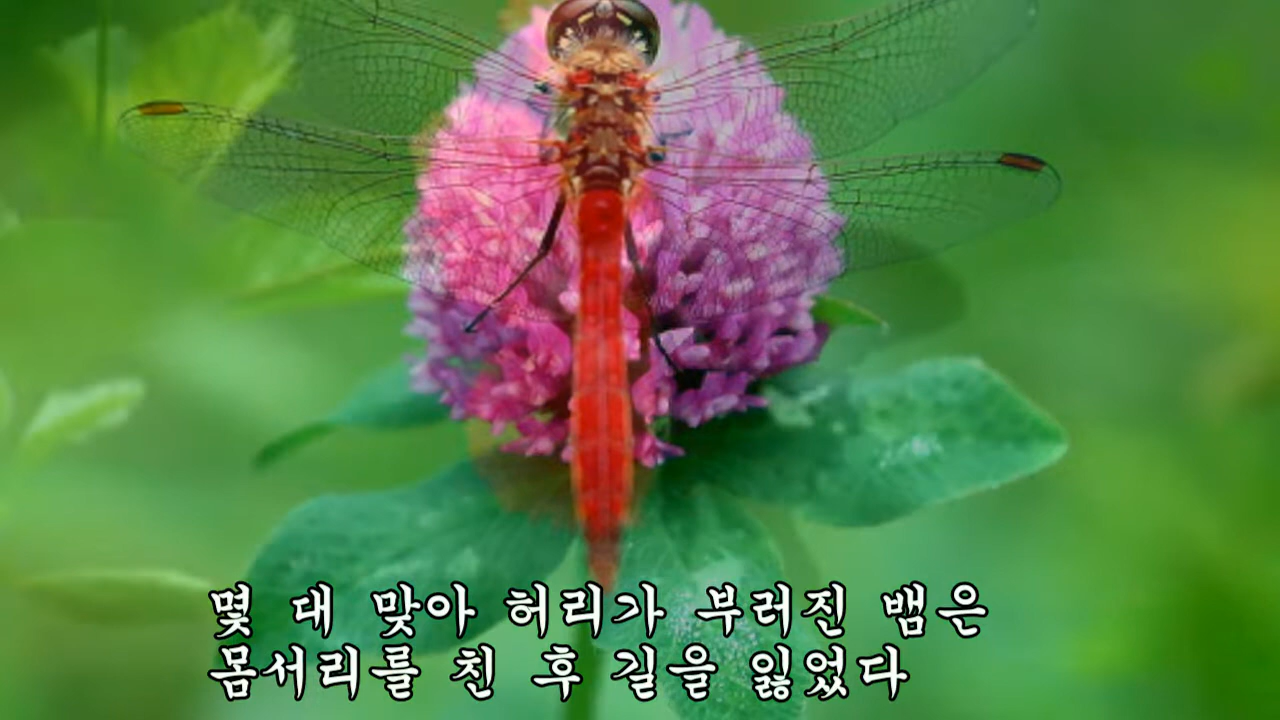 몇 대 맞아 허리가 부러진 뱀은
몸서리를 친 후 길을 잃었다